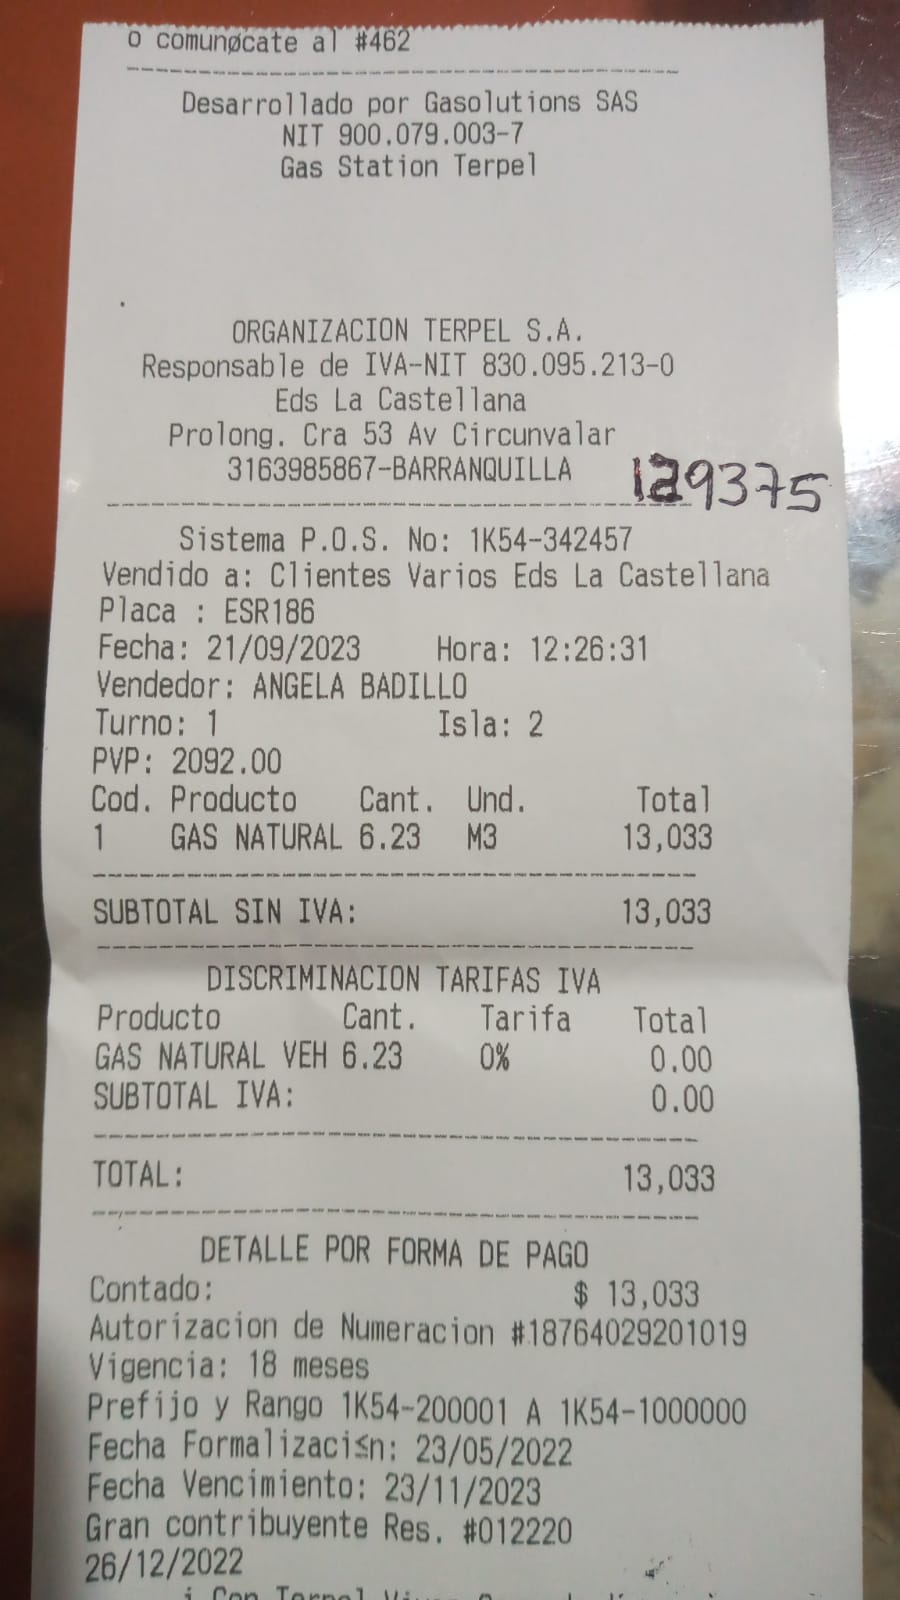 o comunøcate al #462
Desarrollado por Gasolutions SAS
NIT 900.079.003-7
Gas Station Terpel
ORGANIZACION TERPEL S.A.
Responsable de IVA-NIT 830.095.213-0
Eds La Castellana
Prolong. Cra 53 Av Circunvalar
3163985867-BARRANQUILLA
129375
Sistema P.O.S. No: 1K54-342457
Vendido a: Clientes Varios Eds La Castellana
Placa : ESR186
Fecha: 21/09/2023 Hora: 12:26:31
Vendedor: ANGELA BADILLO
Turno: 1 Isla: 2
PVP: 2092.00
Cod. Producto Cant. Und. Total
1 GAS NATURAL 6.23 M3 13,033
SUBTOTAL SIN IVA: 13,033
DISCRIMINACION TARIFAS IVA
Producto Cant. Tarifa Total
GAS NATURAL VEH 6.23 0% 0.00
SUBTOTAL IVA: 0.00
TOTAL: 13,033
DETALLE POR FORMA DE PAGO
Contado: $ 13,033
Autorizacion de Numeracion #18764029201019
Vigencia: 18 meses
Prefijo y Rango 1K54-200001 A 1K54-1000000
Fecha Formalizaci≤n: 23/05/2022
Fecha Vencimiento: 23/11/2023
Gran contribuyente Res. #012220
26/12/2022
¡ Con Terpel